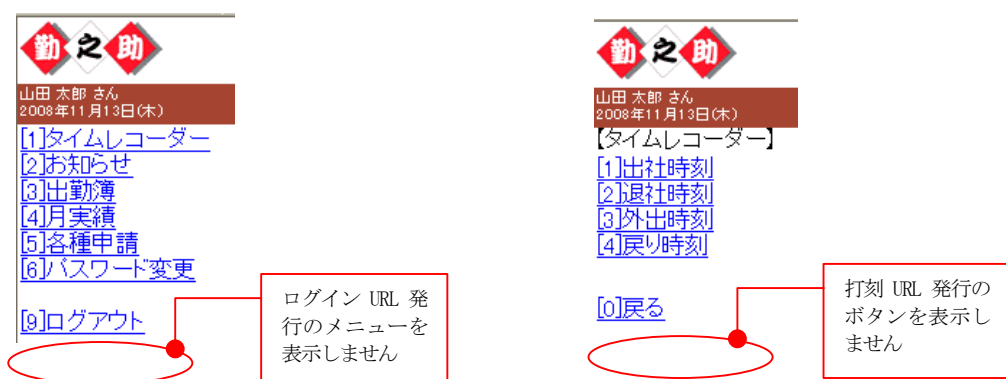 勤之助
山田 太郎 さん
2008年11月13日(木)
[1]タイムレコーダー
[2]お知らせ
[3]出勤簿
[4]月実績
[5]各種申請
[6]パスワード変更
[9]ログアウト
ログイン URL 発
行のメニューを
表示しません
勤之助
山田 太郎 さん
2008年11月13日(木)
【タイムレコーダー】
[1]出社時刻
[2]退社時刻
[3]外出時刻
[4]戻り時刻
[0]戻る
打刻 URL 発行の
ボタンを表示し
ません